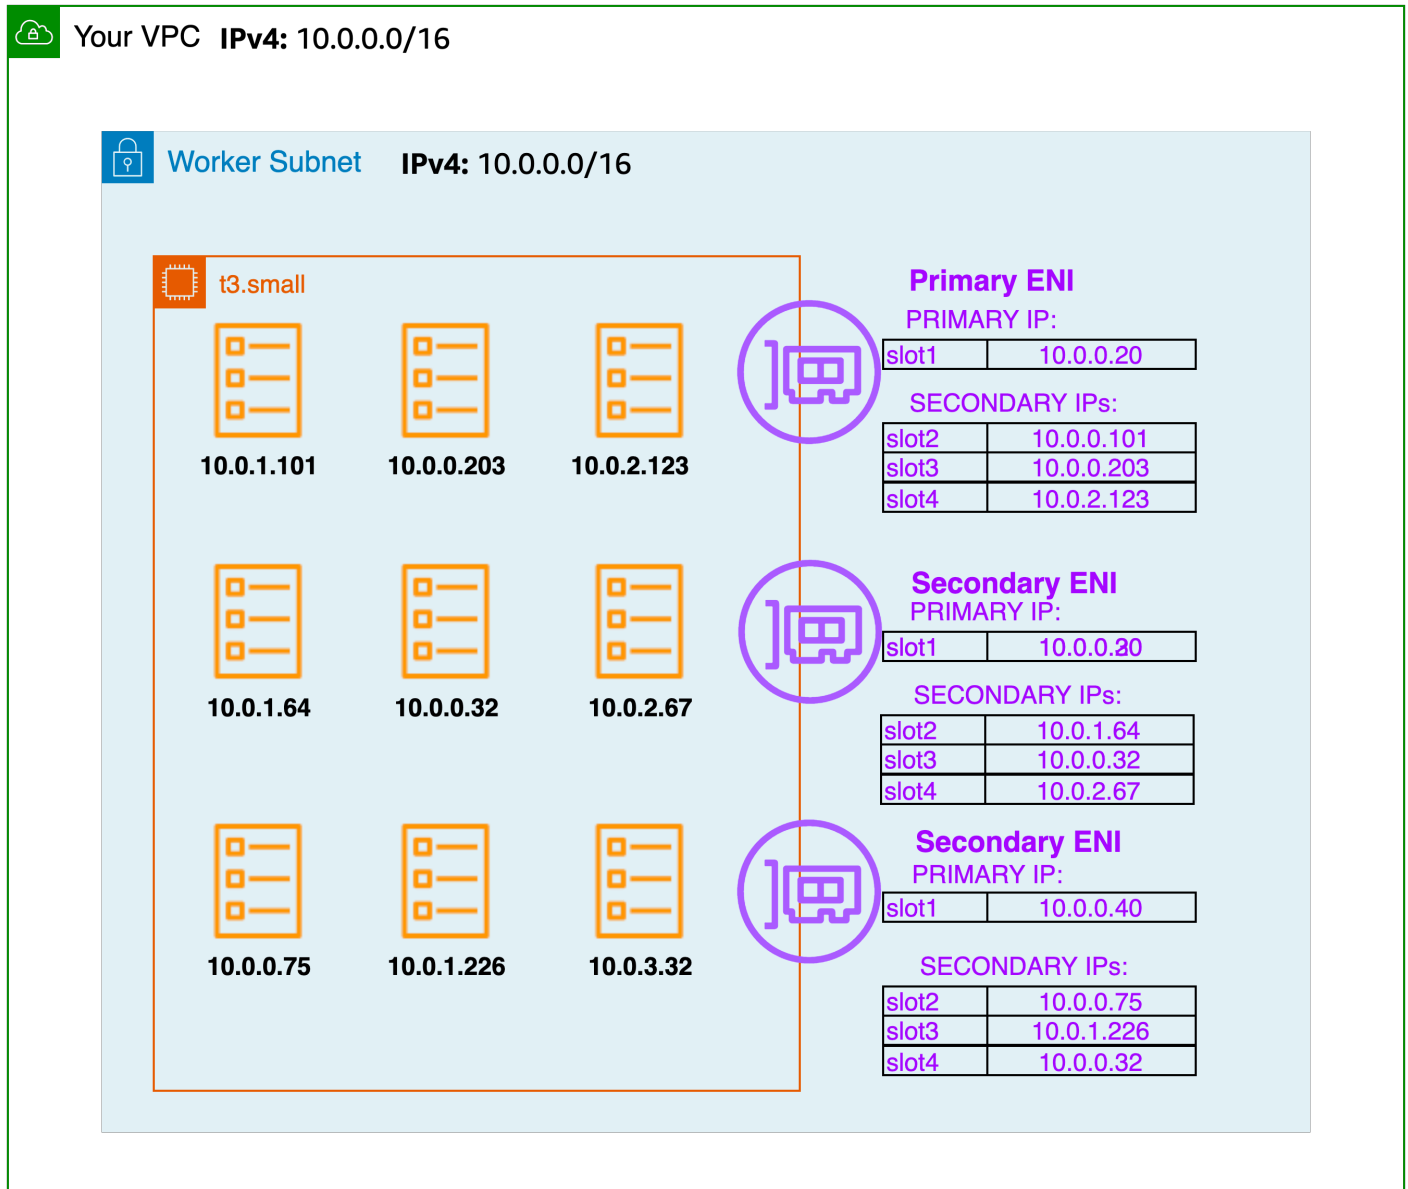 Your VPC IPv4: 10.0.0.0/16
Worker Subnet IPv4: 10.0.0.0/16
t3.small
10.0.1.101 10.0.0.203 10.0.2.123
10.0.1.64 10.0.0.32 10.0.2.67
10.0.0.75 10.0.1.226 10.0.3.32
Primary ENI
PRIMARY IP:
slot1 10.0.0.20
SECONDARY IPs:
slot2 10.0.0.101
slot3 10.0.0.203
slot4 10.0.2.123
Secondary ENI
PRIMARY IP:
slot1
SECONDARY IPs:
slot2 10.0.1.64
slot3 10.0.0.32
slot4 10.0.2.67
Secondary ENI
PRIMARY IP:
slot1 10.0.0.40
SECONDARY IPs:
slot2 10.0.0.75
slot3 10.0.1.226
slot4 10.0.0.32